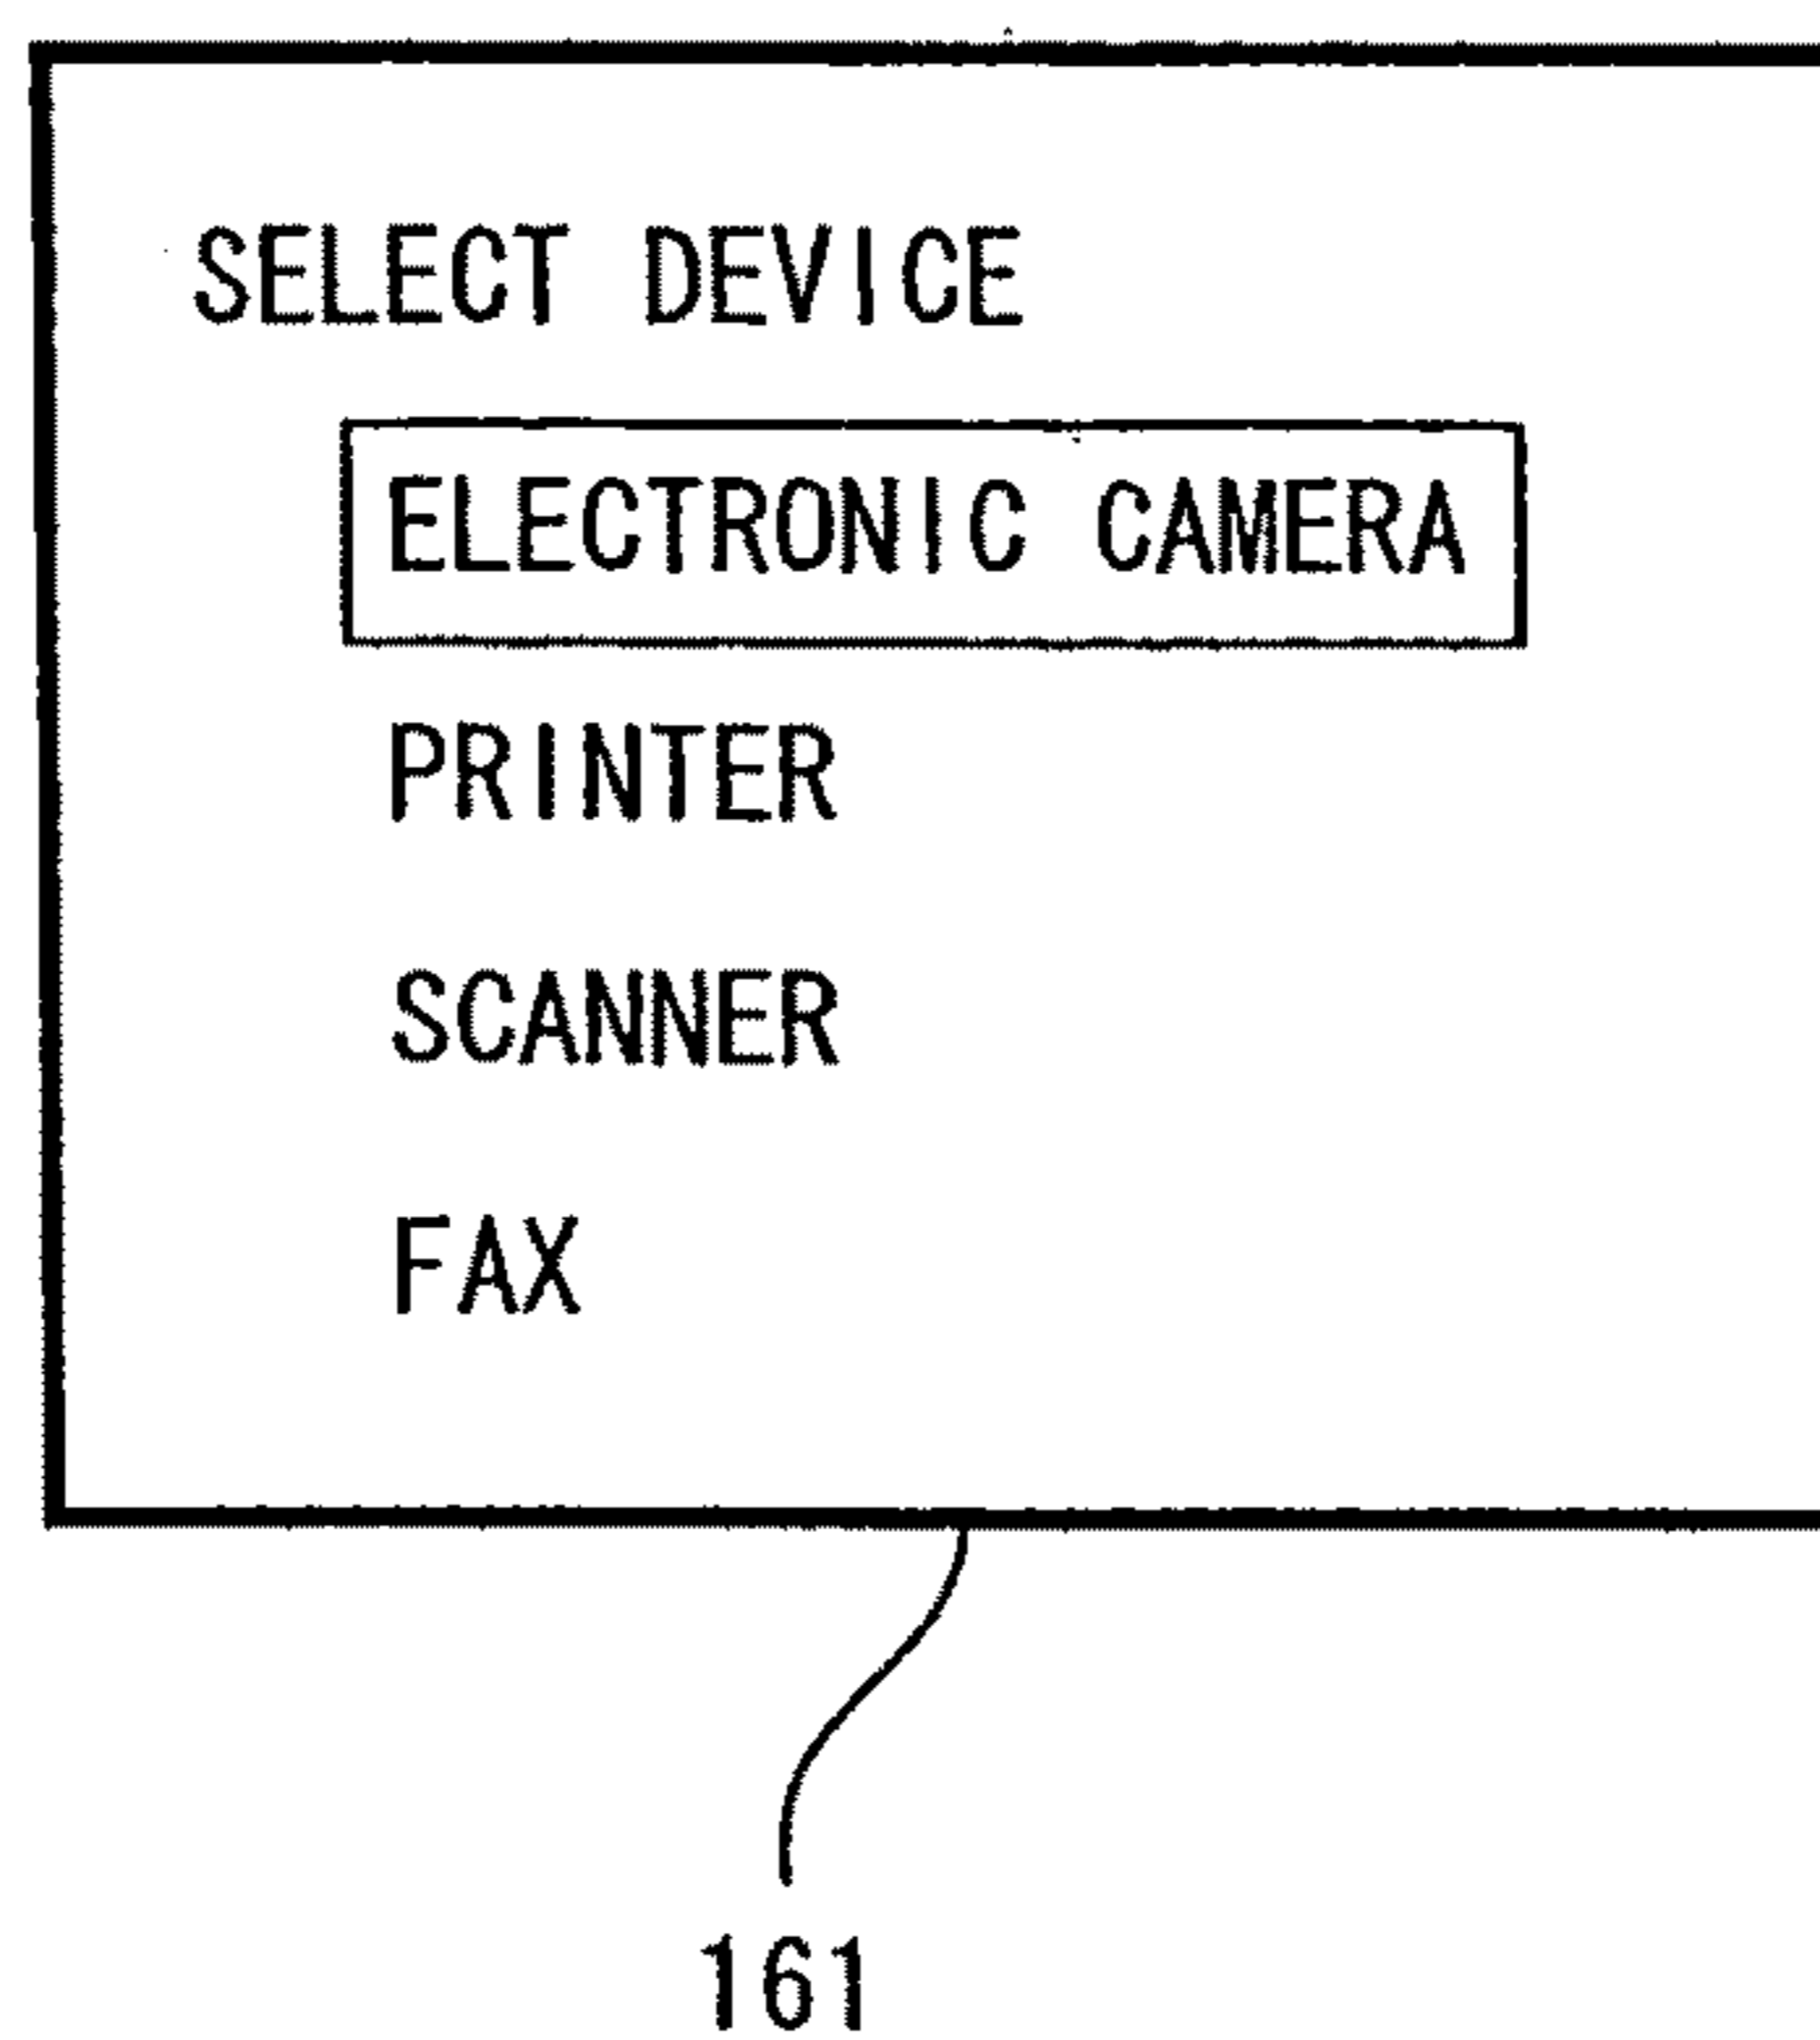 SELECT DEVICE
ELECTRONIC CAMERA
PRINTER
SCANNER
FAX
161